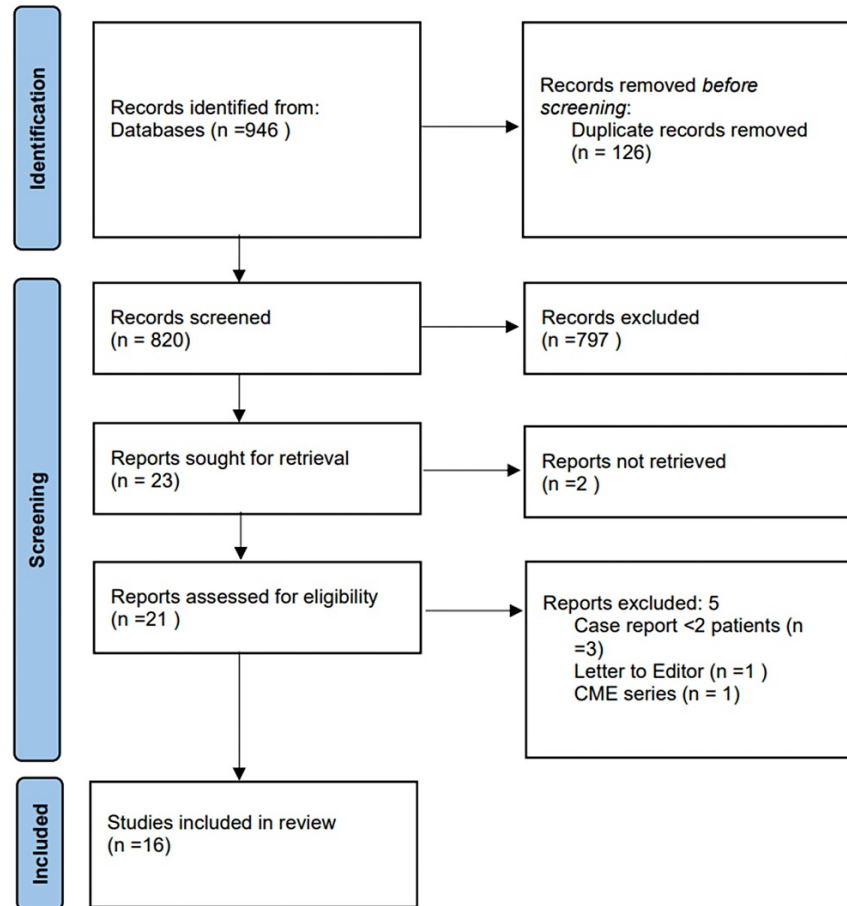 Identification
Records identified from:
Databases (n =946 )
Records removed before
screening:
Duplicate records removed
(n = 126)
Screening
Records screened
(n = 820)
Records excluded
(n =797 )
Reports sought for retrieval
(n = 23)
Reports not retrieved
(n =2 )
Reports assessed for eligibility
(n =21 )
Reports excluded: 5
Case report <2 patients (n
=3)
Letter to Editor (n =1 )
CME series (n = 1)
Included
Studies included in review
(n =16)